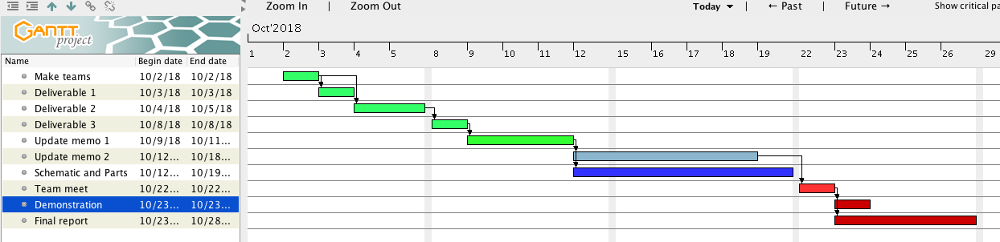 Zoom In | Zoom Out Today | ← Past Future → Show critical pa
GANTT
project
Oct'2018
1 2 3 4 5 8 9 10 11 12 15 16 17 18 19 22 23 24 25 26 29
Name Begin date End date
Make teams 10/2/18 10/2/18
Deliverable 1 10/3/18 10/3/18
Deliverable 2 10/4/18 10/5/18
Deliverable 3 10/8/18 10/8/18
Update memo 1 10/9/18 10/11...
Update memo 2 10/12... 10/18...
Schematic and Parts 10/12... 10/19...
Team meet 10/22... 10/22...
Demonstration 10/23... 10/23...
Final report 10/23... 10/28...